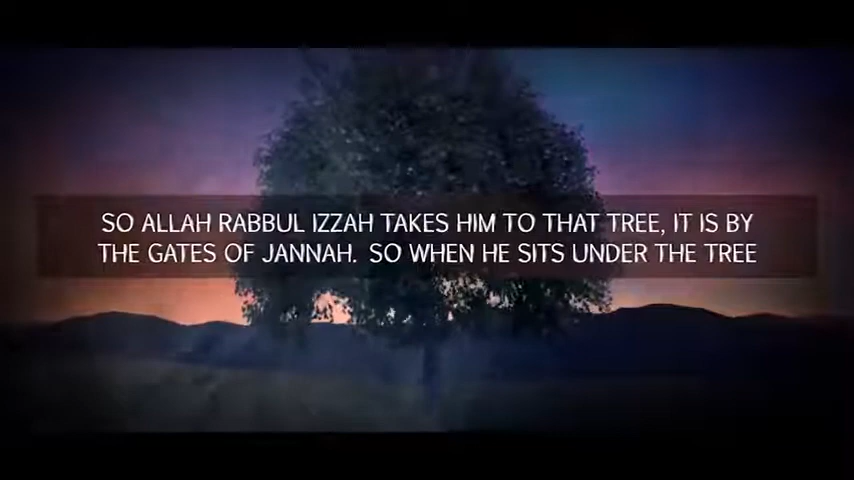 SO ALLAH RABBUL IZZAH TAKES HIM TO THAT TREE, IT IS BY
THE GATES OF JANNAH. SO WHEN HE SITS UNDER THE TREE